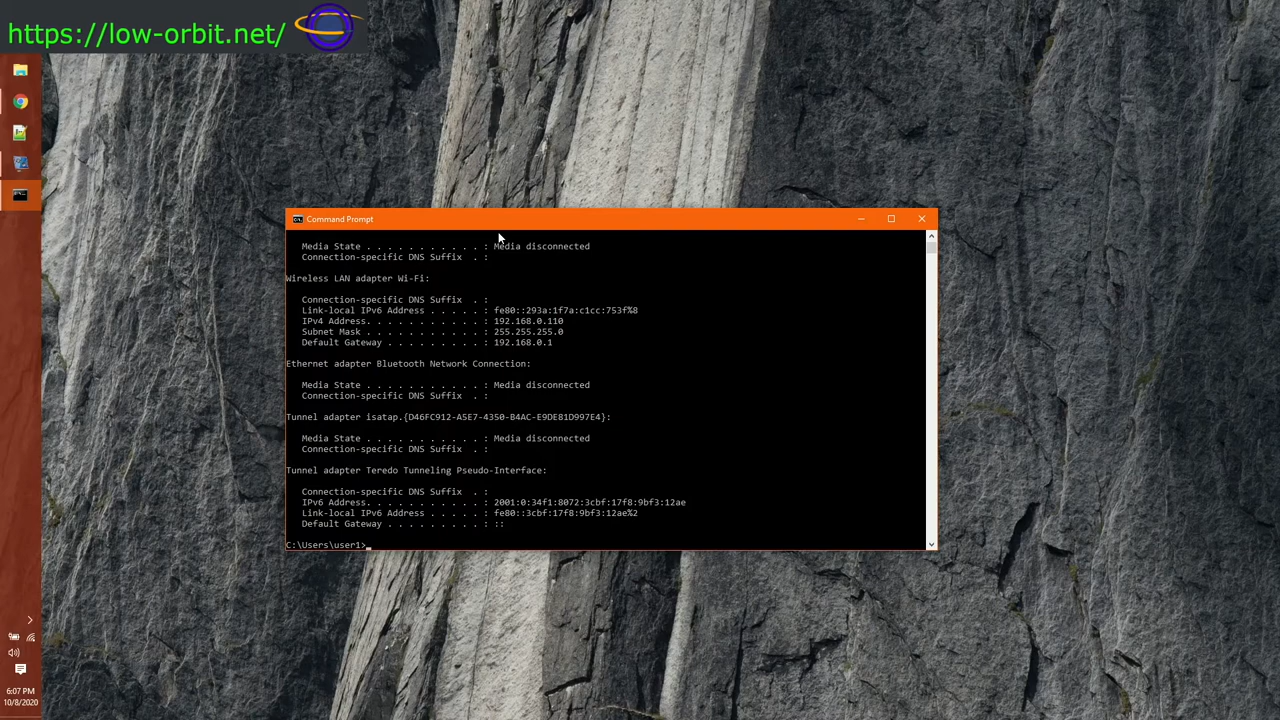 https://low-orbit.net/
Command Prompt
Media State . . . . . . . . . . . : Media disconnected
Connection-specific DNS Suffix  . :
Wireless LAN adapter Wi-Fi:
Connection-specific DNS Suffix  . :
Link-local IPv6 Address . . . . . : fe80::293a:1f7a:c1cc:753f%8
IPv4 Address. . . . . . . . . . . : 192.168.0.110
Subnet Mask . . . . . . . . . . . : 255.255.255.0
Default Gateway . . . . . . . . . : 192.168.0.1
Ethernet adapter Bluetooth Network Connection:
Media State . . . . . . . . . . . : Media disconnected
Connection-specific DNS Suffix  . :
Tunnel adapter isatap.{D46FC912-A5E7-4350-B4AC-E9DE81D997E4}:
Media State . . . . . . . . . . . : Media disconnected
Connection-specific DNS Suffix  . :
Tunnel adapter Teredo Tunneling Pseudo-Interface:
Connection-specific DNS Suffix  . :
IPv6 Address. . . . . . . . . . . : 2001:0:34f1:8072:3cbf:17f8:9bf3:12ae
Link-local IPv6 Address . . . . . : fe80::3cbf:17f8:9bf3:12ae%2
Default Gateway . . . . . . . . . : ::
C:\Users\user1>_
6:07 PM
10/8/2020